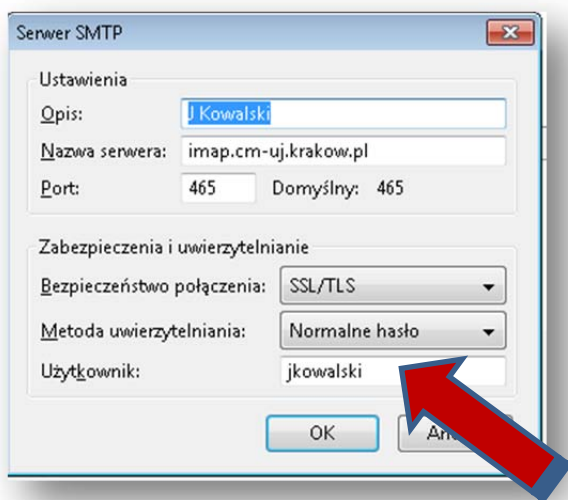 Serwer SMTP
Ustawienia
Opis: J Kowalski
Nazwa serwera: imap.cm-uj.krakow.pl
Port: 465 Domyślny: 465
Zabezpieczenia i uwierzytelnianie
Bezpieczeństwo połączenia: SSL/TLS
Metoda uwierzytelniania: Normalne hasło
Użytkownik: jkowalski
OK